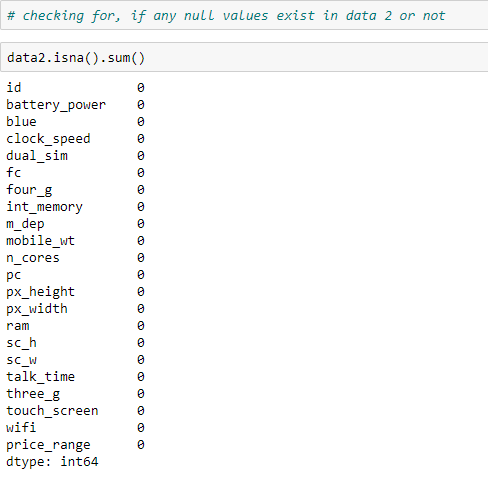 # checking for, if any null values exist in data 2 or not
data2.isna().sum()
id 0
battery_power 0
blue 0
clock_speed 0
dual_sim 0
fc 0
four_g 0
int_memory 0
m_dep 0
mobile_wt 0
n_cores 0
pc 0
px_height 0
px_width 0
ram 0
sc_h 0
sc_w 0
talk_time 0
three_g 0
touch_screen 0
wifi 0
price_range 0
dtype: int64